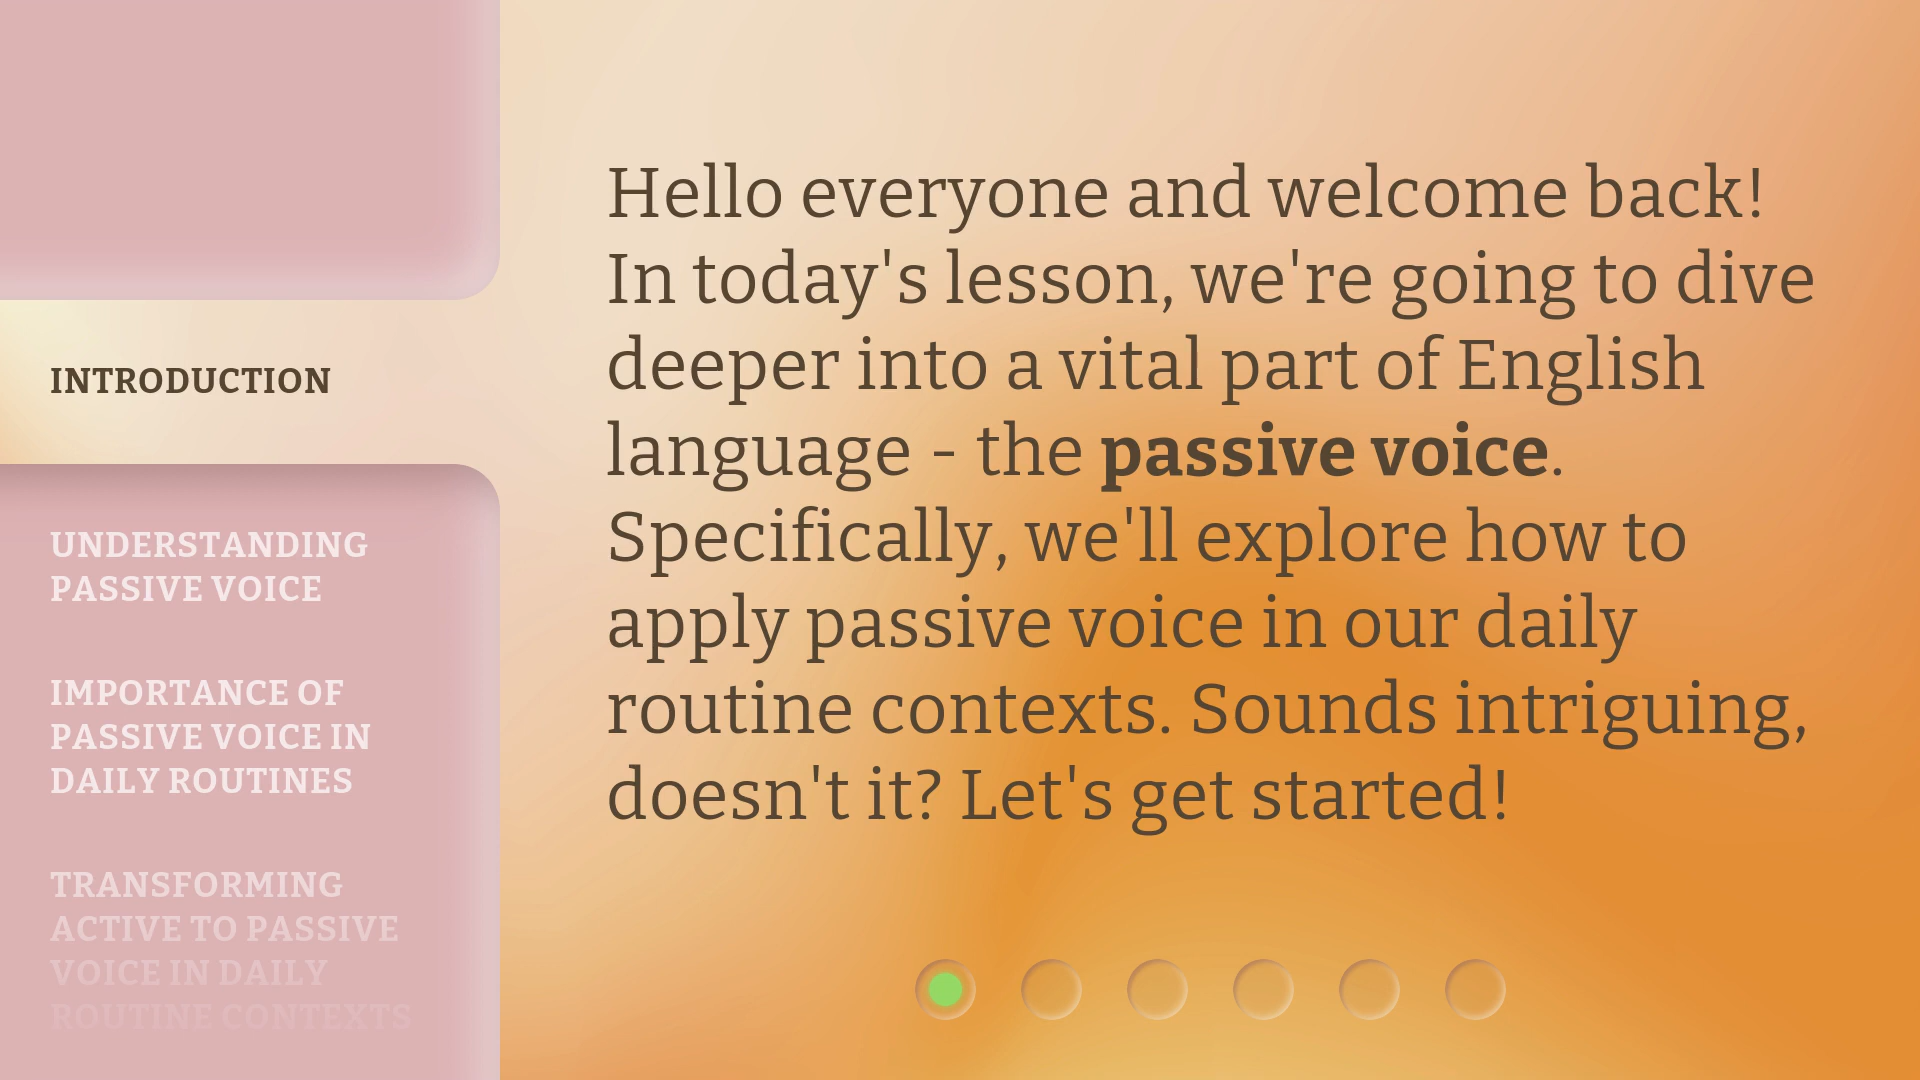 INTRODUCTION
UNDERSTANDING
PASSIVE VOICE
IMPORTANCE OF
PASSIVE VOICE IN
DAILY ROUTINES
TRANSFORMING
ACTIVE TO PASSIVE
VOICE IN DAILY
ROUTINE CONTEXTS
Hello everyone and welcome back!
In today's lesson, we're going to dive
deeper into a vital part of English
language - the passive voice.
Specifically, we'll explore how to
apply passive voice in our daily
routine contexts. Sounds intriguing,
doesn't it? Let's get started!